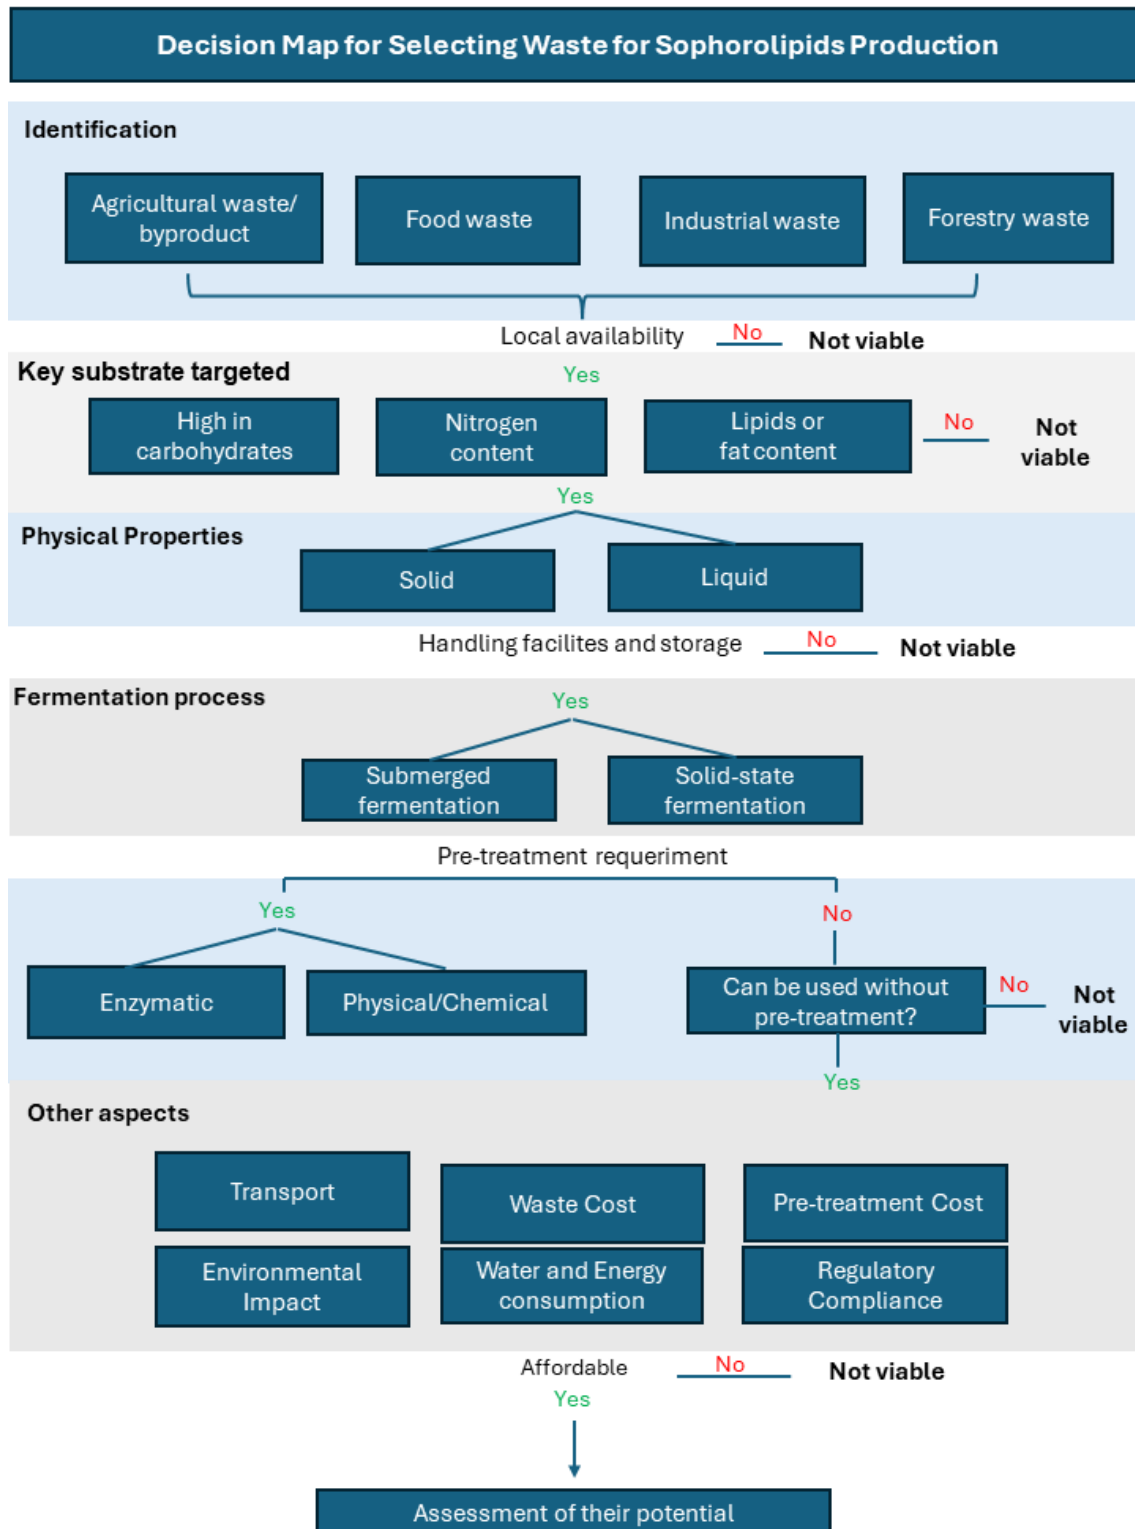 Decision Map for Selecting Waste for Sophorolipids Production
Identification
Agricultural waste/
byproduct
Food waste
Industrial waste
Forestry waste
Local availability
No
Not viable
Key substrate targeted
Yes
High in
carbohydrates
Nitrogen
content
Lipids or
fat content
No
Not
viable
Yes
Physical Properties
Solid
Liquid
Handling facilites and storage
No
Not viable
Fermentation process
Yes
Submerged
fermentation
Solid-state
fermentation
Pre-treatment requeriment
Yes
No
Enzymatic
Physical/Chemical
Can be used without
pre-treatment?
No
Not
viable
Yes
Other aspects
Transport
Waste Cost
Pre-treatment Cost
Environmental
Impact
Water and Energy
consumption
Regulatory
Compliance
Affordable
No
Not viable
Yes
Assessment of their potential